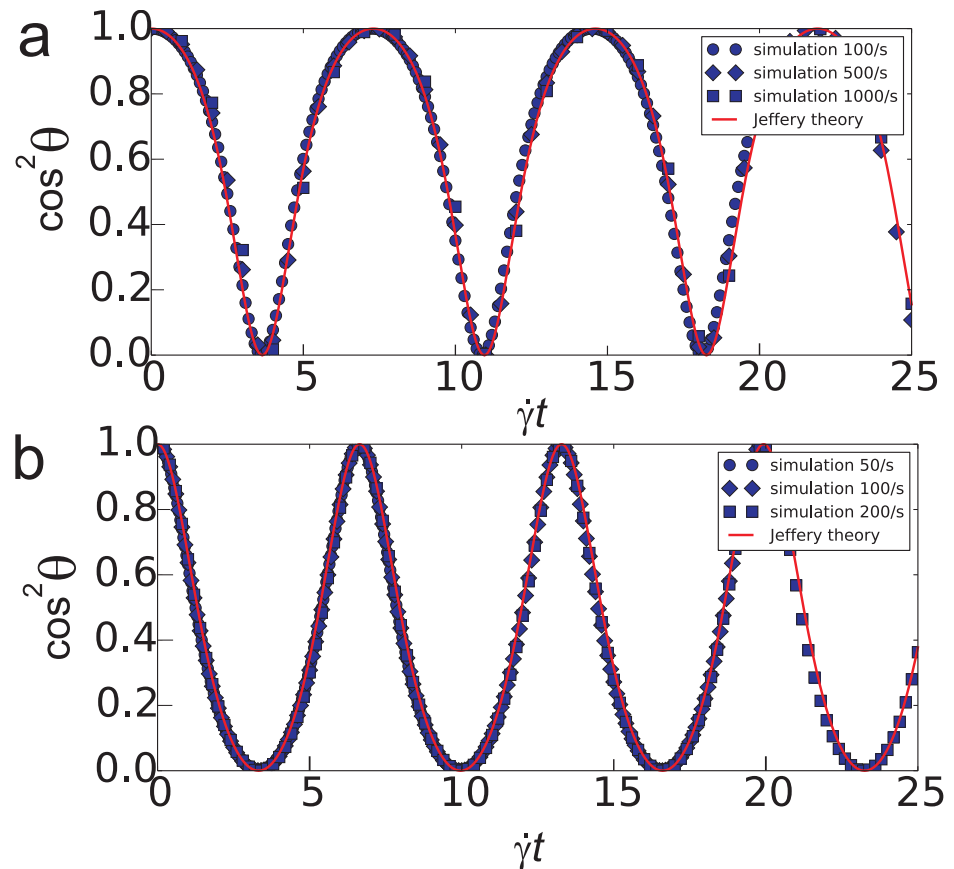 a
1.0
0.8
0.6
0.4
0.2
0.0
cos²θ
simulation 100/s
simulation 500/s
simulation 1000/s
Jeffery theory
0 5 10 15 20 25
γ̇t
b
1.0
0.8
0.6
0.4
0.2
0.0
cos²θ
simulation 50/s
simulation 100/s
simulation 200/s
Jeffery theory
0 5 10 15 20 25
γ̇t